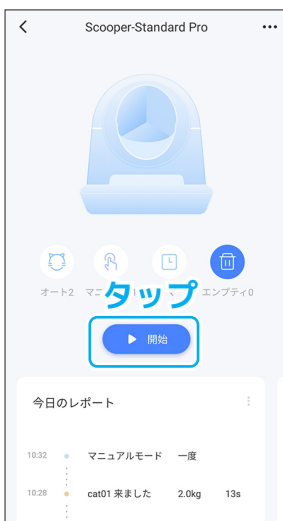 Scooper-Standard Pro
オート2
エンプティ0
タップ
開始
今日のレポート
10:32 マニュアルモード 一度
10:28 cat01 来ました 2.0kg 13s